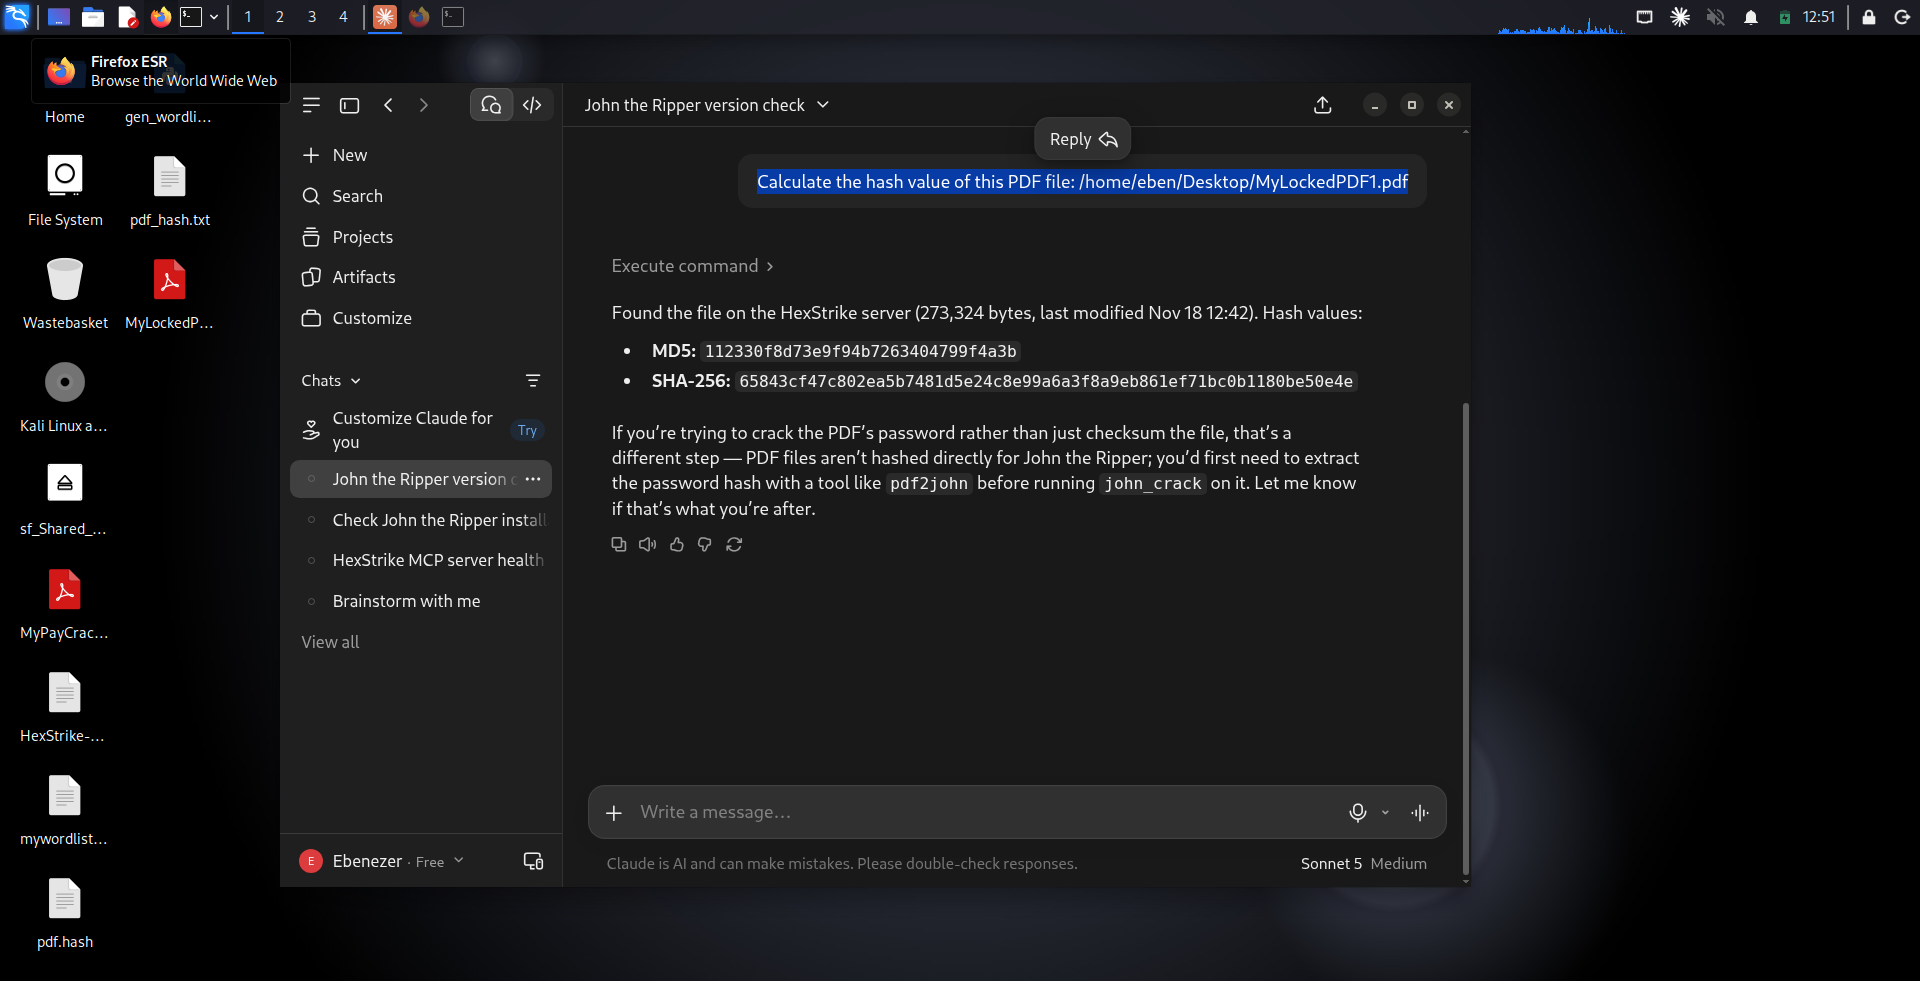 1 2 3 4
12:51
Firefox ESR
Browse the World Wide Web
Home
gen_wordli...
File System
pdf_hash.txt
Wastebasket
MyLockedP...
Kali Linux a...
sf_Shared_...
MyPayCrac...
HexStrike-...
mywordlist...
pdf.hash
New
Search
Projects
Artifacts
Customize
Chats
Customize Claude for
you
Try
John the Ripper version c
Check John the Ripper install
HexStrike MCP server health
Brainstorm with me
View all
E Ebenezer · Free
John the Ripper version check
Reply
Calculate the hash value of this PDF file: /home/eben/Desktop/MyLockedPDF1.pdf
Execute command
Found the file on the HexStrike server (273,324 bytes, last modified Nov 18 12:42). Hash values:
• MD5: 112330f8d73e9f94b7263404799f4a3b
• SHA-256: 65843cf47c802ea5b7481d5e24c8e99a6a3f8a9eb861ef71bc0b1180be50e4e
If you’re trying to crack the PDF’s password rather than just checksum the file, that’s a
different step — PDF files aren’t hashed directly for John the Ripper; you’d first need to extract
the password hash with a tool like pdf2john before running john_crack on it. Let me know
if that’s what you’re after.
Write a message...
Claude is AI and can make mistakes. Please double-check responses.
Sonnet 5 Medium